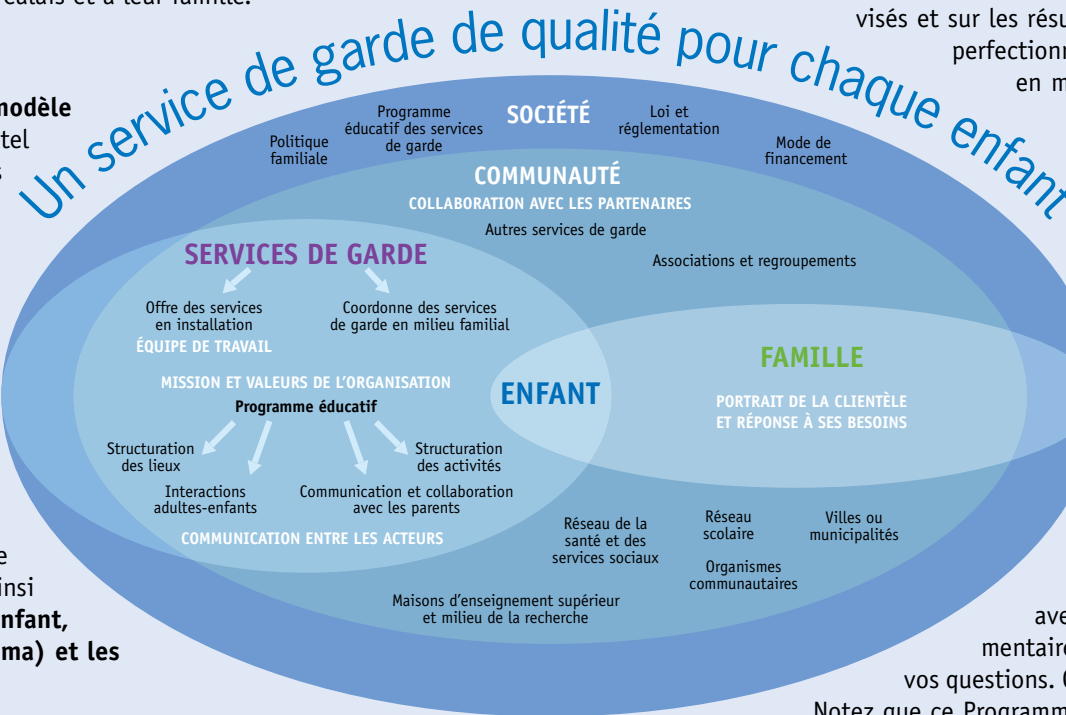 réalais et à leur famille.
visés et sur les résu
perfectionn
en m
modèle
tel
s
Un service de garde de qualité pour chaque enfant
SOCIÉTÉ
Politique
familiale
Programme
éducatif des services
de garde
Loi et
réglementation
Mode de
financement
COMMUNAUTÉ
COLLABORATION AVEC LES PARTENAIRES
Autres services de garde
Associations et regroupements
SERVICES DE GARDE
Offre des services
en installation
ÉQUIPE DE TRAVAIL
Coordonne des services
de garde en milieu familial
MISSION ET VALEURS DE L'ORGANISATION
Programme éducatif
Structuration
des lieux
Interactions
adultes-enfants
Communication et collaboration
avec les parents
Structuration
des activités
COMMUNICATION ENTRE LES ACTEURS
ENFANT
FAMILLE
PORTRAIT DE LA CLIENTÈLE
ET RÉPONSE À SES BESOINS
Réseau de la
santé et des
services sociaux
Réseau
scolaire
Villes ou
municipalités
Organismes
communautaires
Maisons d'enseignement supérieur
et milieu de la recherche
e
insi
nfant,
ma) et les
ave
mentaire
vos questions.
Notez que ce Programm